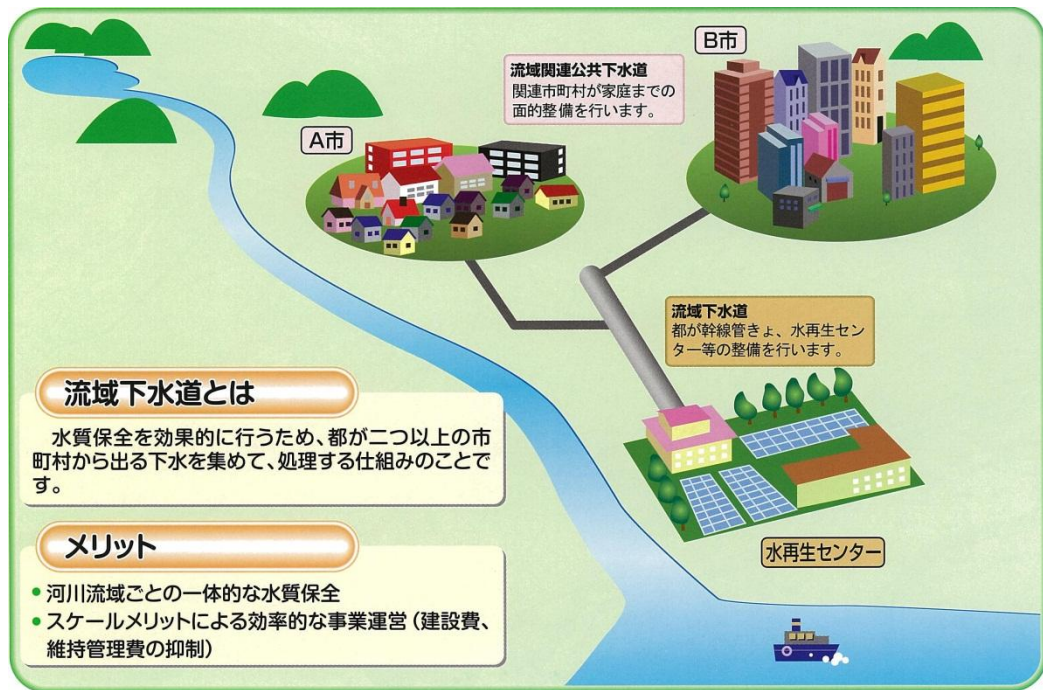 B市
流域関連公共下水道
関連市町村が家庭までの
面的整備を行います。
A市
流域下水道
都が幹線管きょ、水再生セン
ター等の整備を行います。
流域下水道とは
水質保全を効果的に行うため、都が二つ以上の市
町村から出る下水を集めて、処理する仕組みのことで
す。
メリット
• 河川流域ごとの一体的な水質保全
• スケールメリットによる効率的な事業運営（建設費、
維持管理費の抑制）
水再生センター